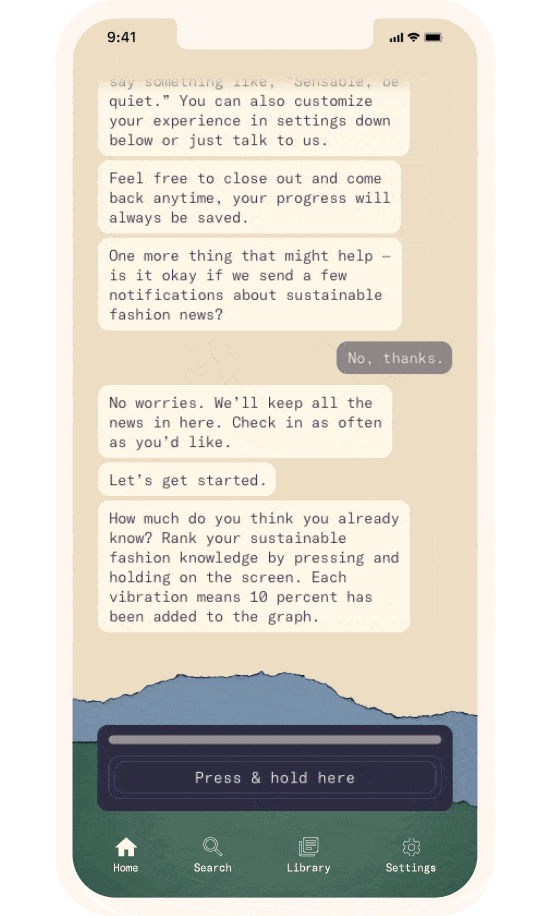 9:41
say something like, “Sensable, be
quiet.” You can also customize
your experience in settings down
below or just talk to us.
Feel free to close out and come
back anytime, your progress will
always be saved.
One more thing that might help –
is it okay if we send a few
notifications about sustainable
fashion news?
No, thanks.
No worries. We’ll keep all the
news in here. Check in as often
as you’d like.
Let’s get started.
How much do you think you already
know? Rank your sustainable
fashion knowledge by pressing and
holding on the screen. Each
vibration means 10 percent has
been added to the graph.
Press & hold here
Home Search Library Settings